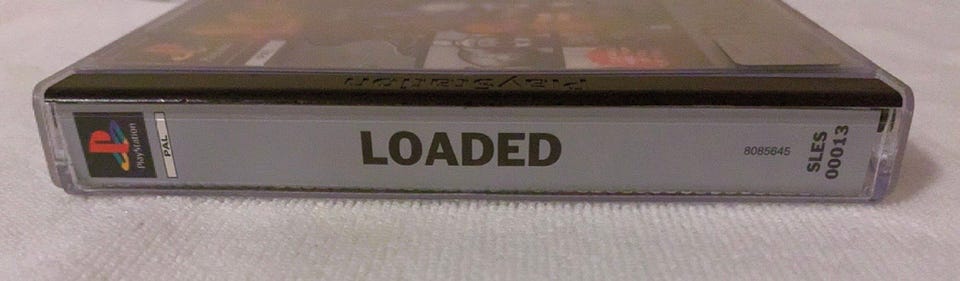 PlayStation
PlayStation
PAL
LOADED
8085645
SLES
00013